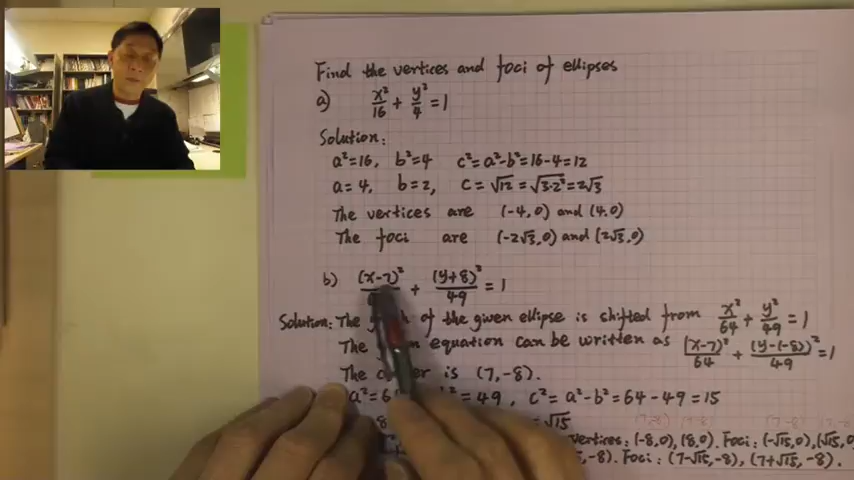 Find the vertices and foci of ellipses
a) x²/16 + y²/4 = 1
Solution:
a²=16, b²=4 c²=a²-b²=16-4=12
a=4, b=2, c=√12=√3·2²=2√3
The vertices are (-4,0) and (4,0)
The foci are (-2√3,0) and (2√3,0)
b) (x-7)²/6 + (y+8)²/49 = 1
Solution: The of the given ellipse is shifted from x²/64 + y²/49 = 1
The equation can be written as (x-7)²/64 + (y-(-8))²/49 = 1
The is (7,-8).
a²=6 ²=49, c²=a²-b²=64-49=15
√15
Vertices: (-8,0), (8,0). Foci: (-√15,0), (√15,0
-8). Foci: (7-√15,-8), (7+√15,-8).